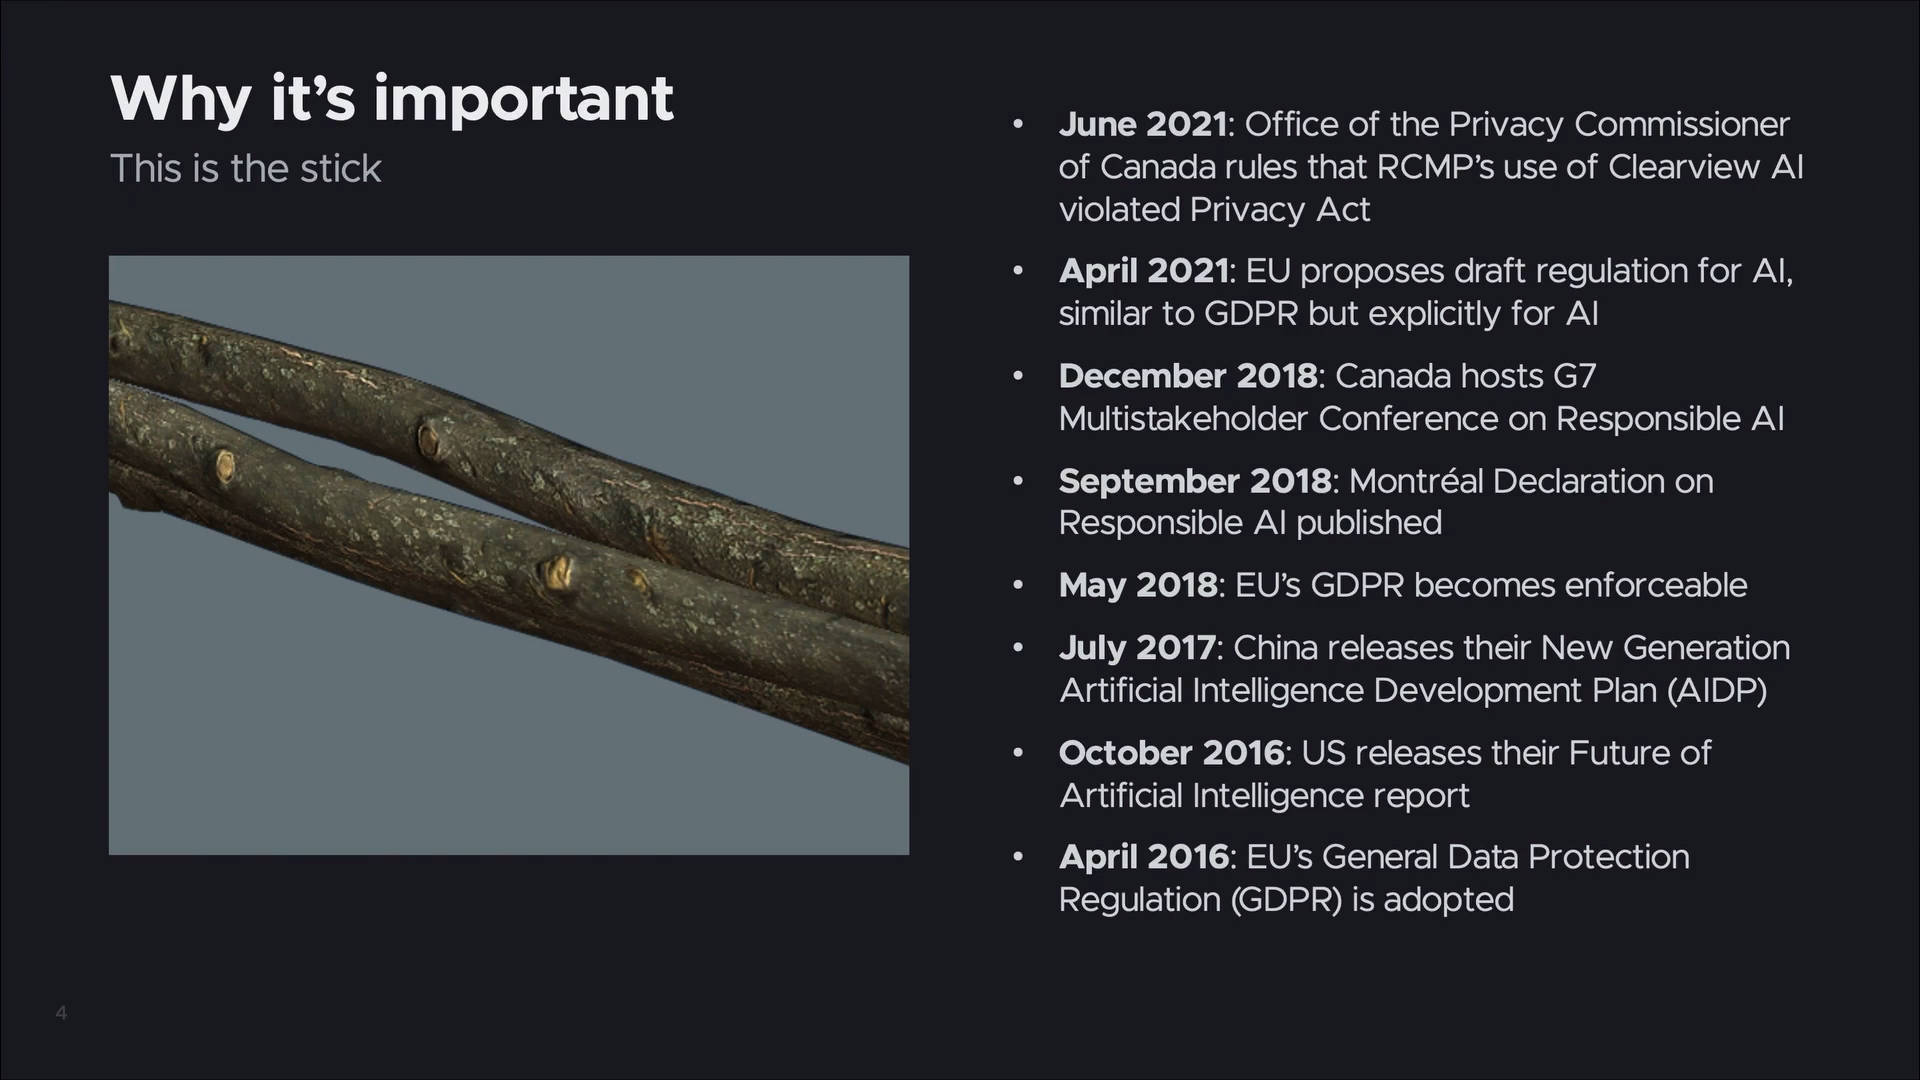 Why it’s important
This is the stick
• June 2021: Office of the Privacy Commissioner
of Canada rules that RCMP’s use of Clearview AI
violated Privacy Act
• April 2021: EU proposes draft regulation for AI,
similar to GDPR but explicitly for AI
• December 2018: Canada hosts G7
Multistakeholder Conference on Responsible AI
• September 2018: Montréal Declaration on
Responsible AI published
• May 2018: EU’s GDPR becomes enforceable
• July 2017: China releases their New Generation
Artificial Intelligence Development Plan (AIDP)
• October 2016: US releases their Future of
Artificial Intelligence report
• April 2016: EU’s General Data Protection
Regulation (GDPR) is adopted
4